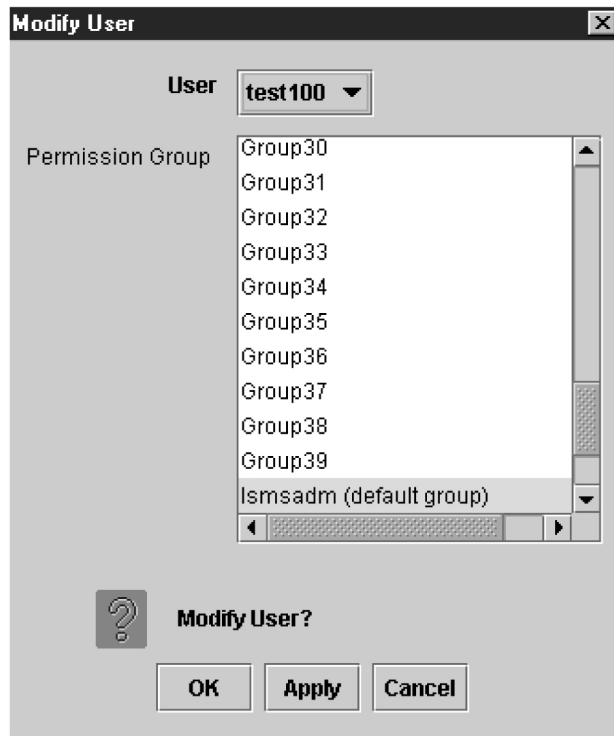 Modify User
User test100
Permission Group
Group30
Group31
Group32
Group33
Group34
Group35
Group36
Group37
Group38
Group39
lsmsadm (default group)
Modify User?
OK Apply Cancel